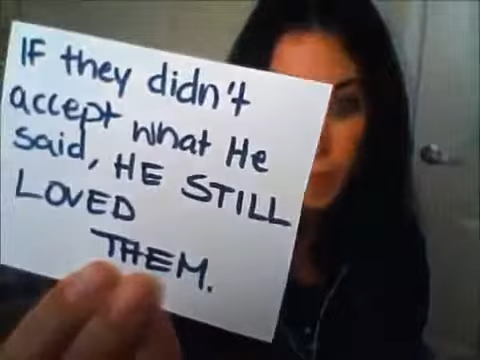 IF they didn't
accept what He
said, HE STILL
LOVED
THEM.